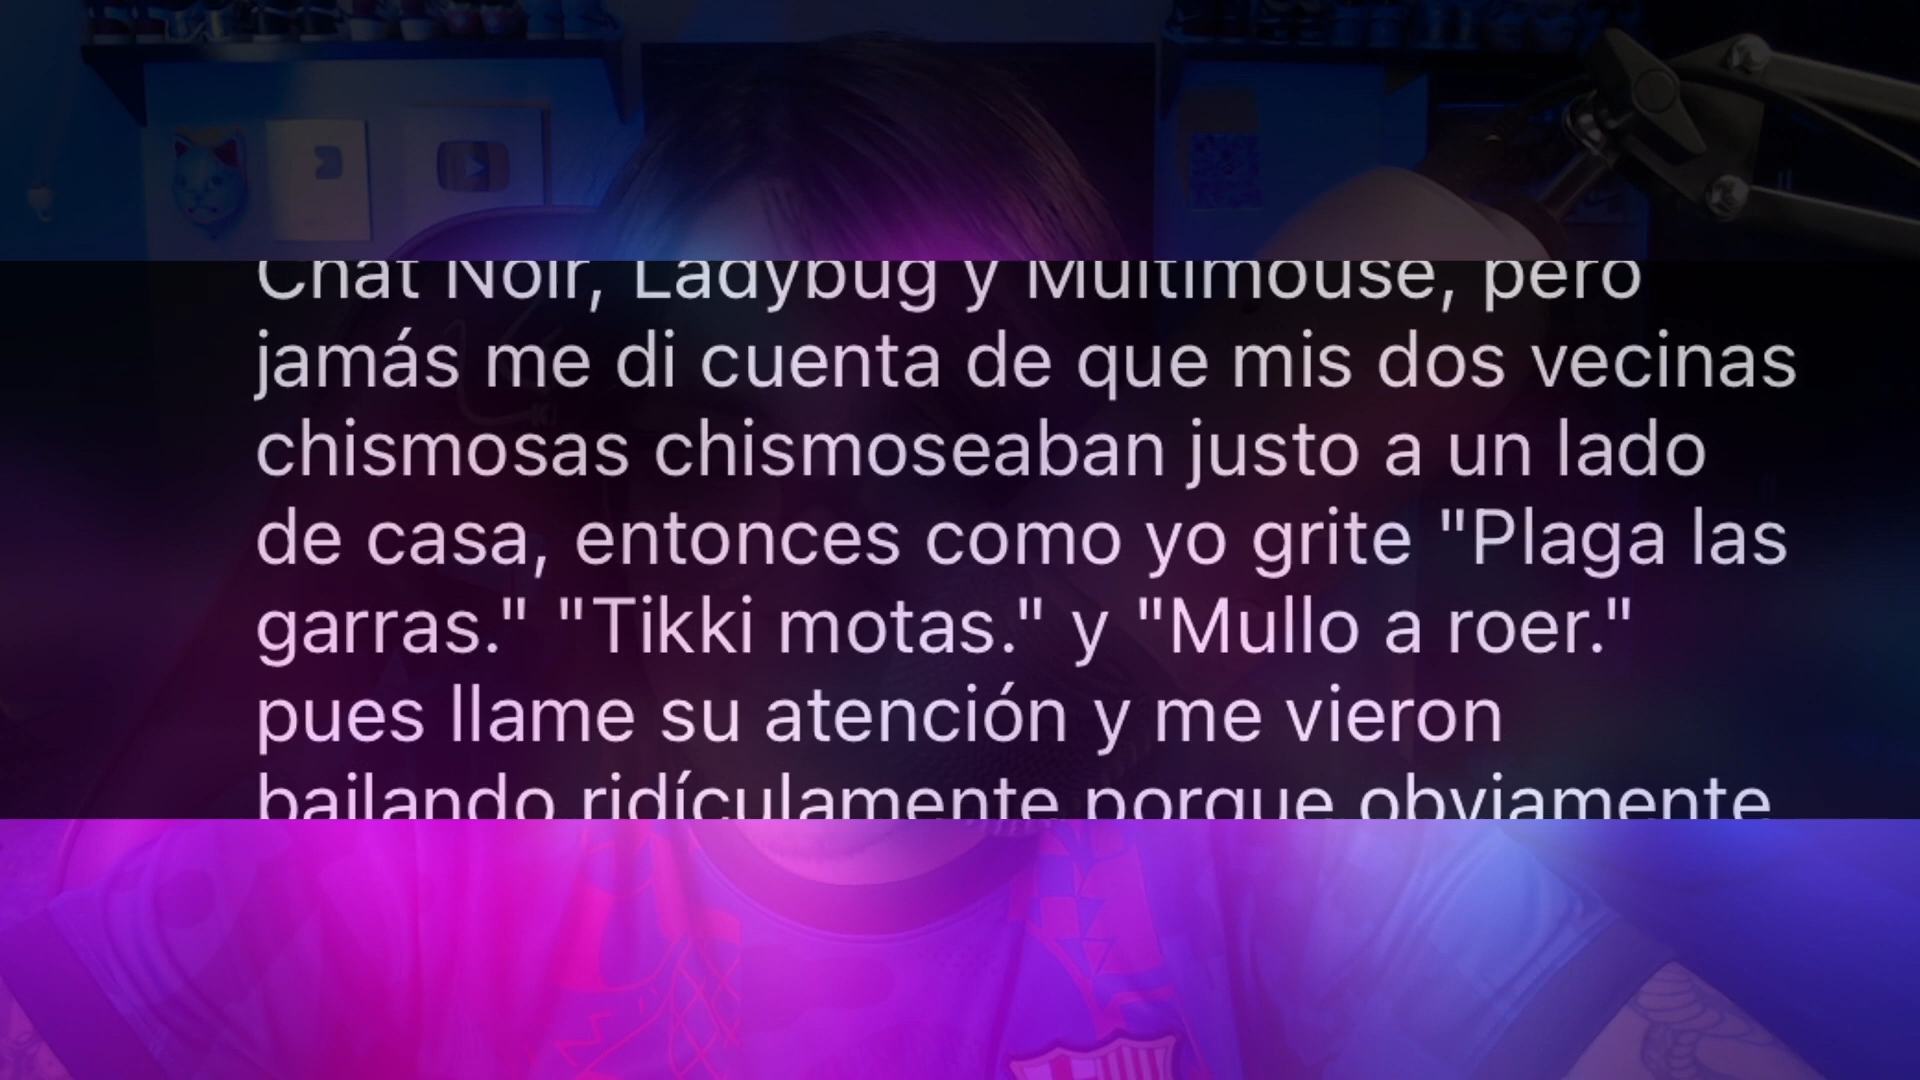 Chat Noir, Ladybug y Multimouse, pero
jamás me di cuenta de que mis dos vecinas
chismosas chismoseaban justo a un lado
de casa, entonces como yo grite "Plaga las
garras." "Tikki motas." y "Mullo a roer."
pues llame su atención y me vieron
bailando ridículamente porque obviamente